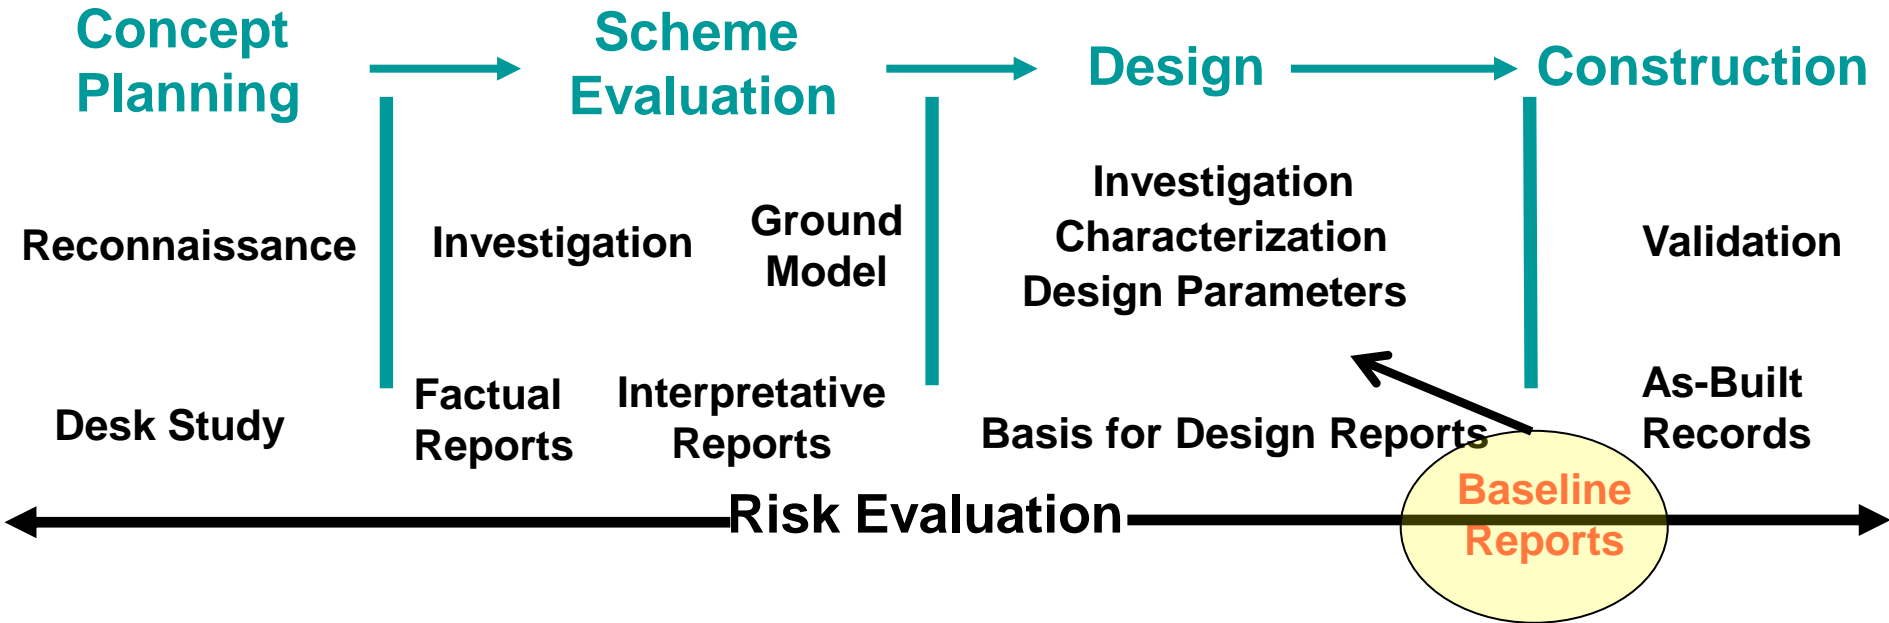 Concept
Planning
Scheme
Evaluation
Design
Construction
Reconnaissance
Investigation
Ground
Model
Investigation
Characterization
Design Parameters
Validation
Desk Study
Factual
Reports
Interpretative
Reports
Basis for Design Reports
As-Built
Records
Risk Evaluation
Baseline
Reports